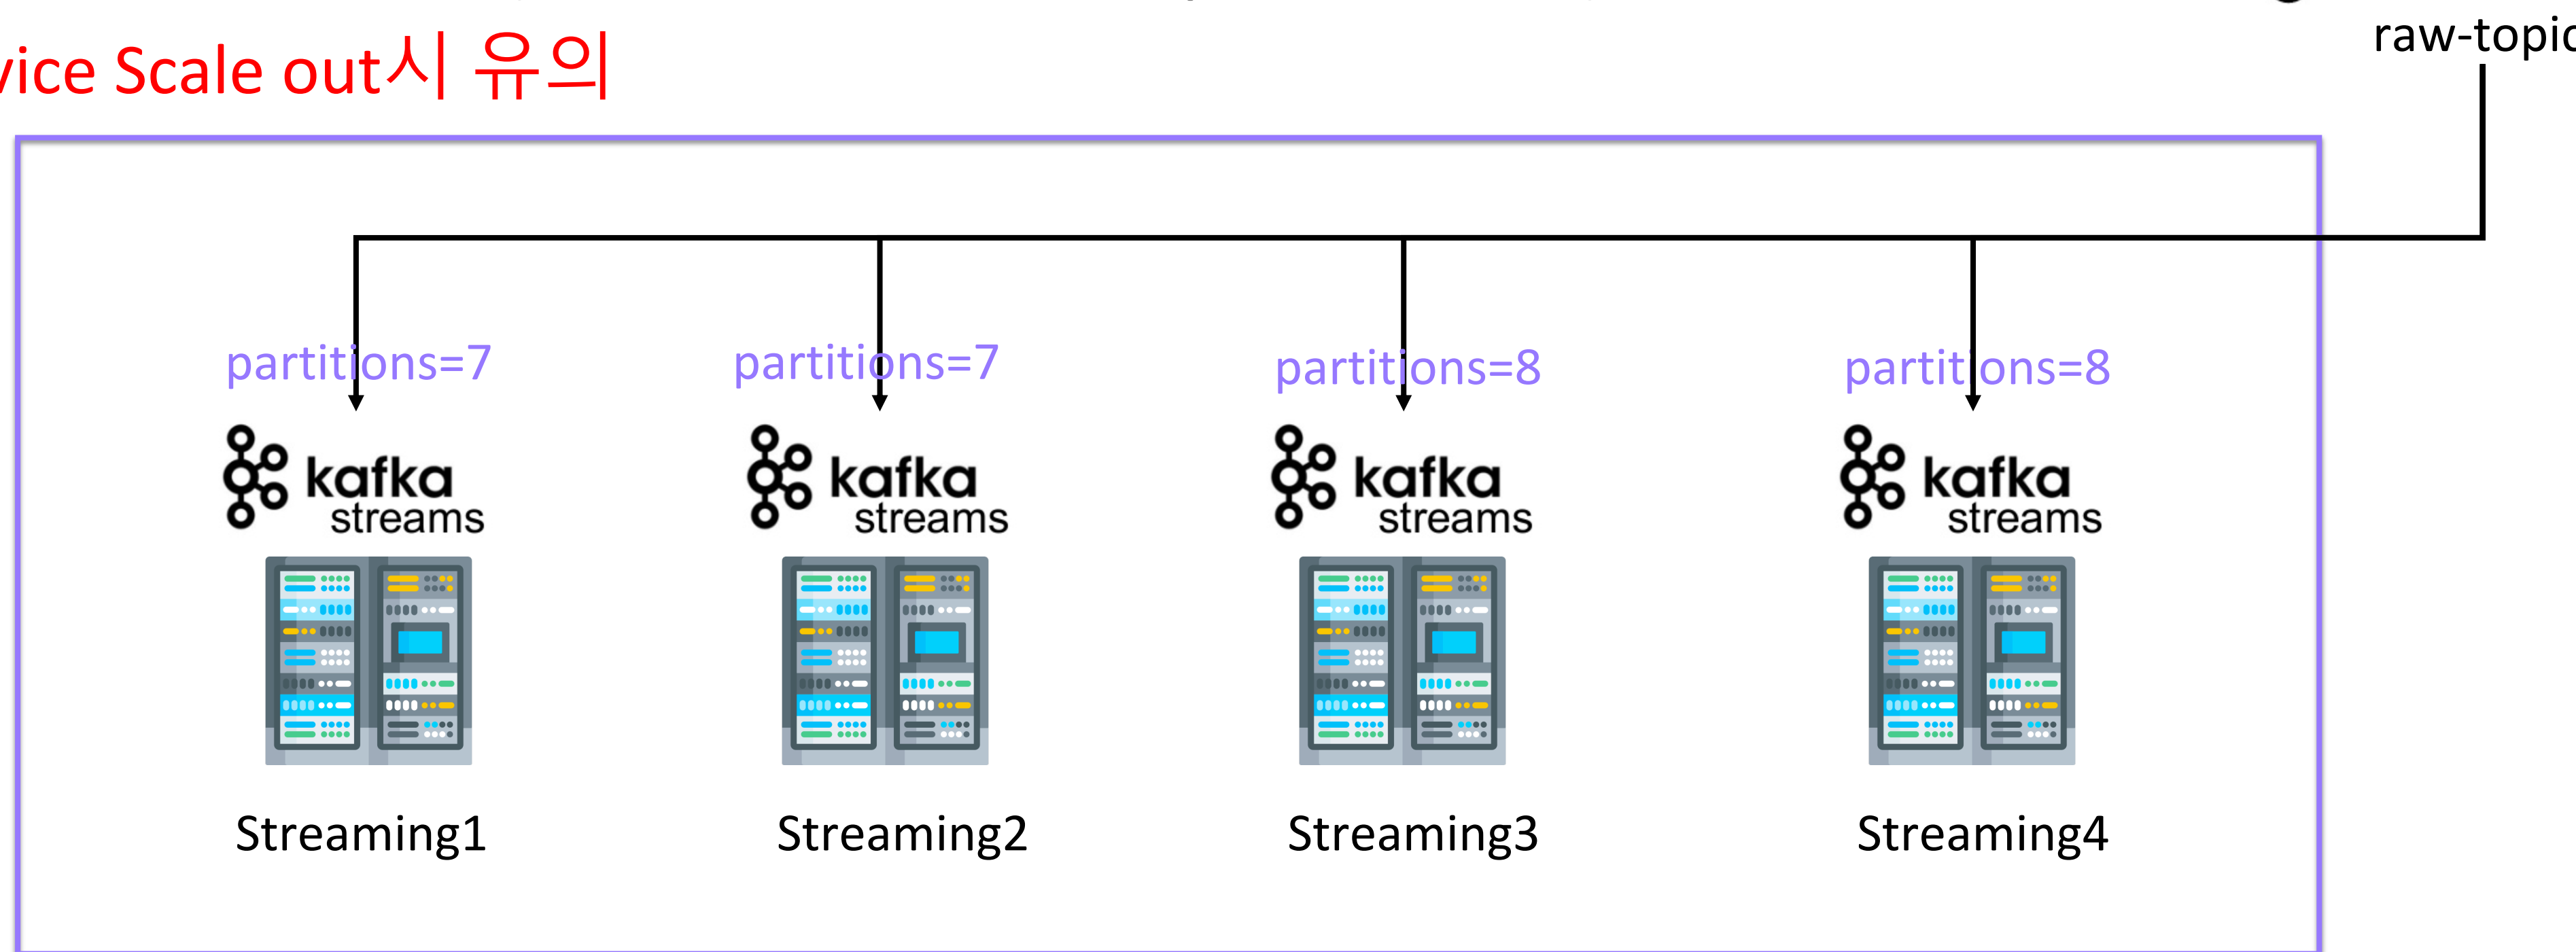 raw-topic
vice Scale out시 유의
partitions=7
partitions=7
partitions=8
partitions=8
kafka
streams
kafka
streams
kafka
streams
kafka
streams
Streaming1
Streaming2
Streaming3
Streaming4